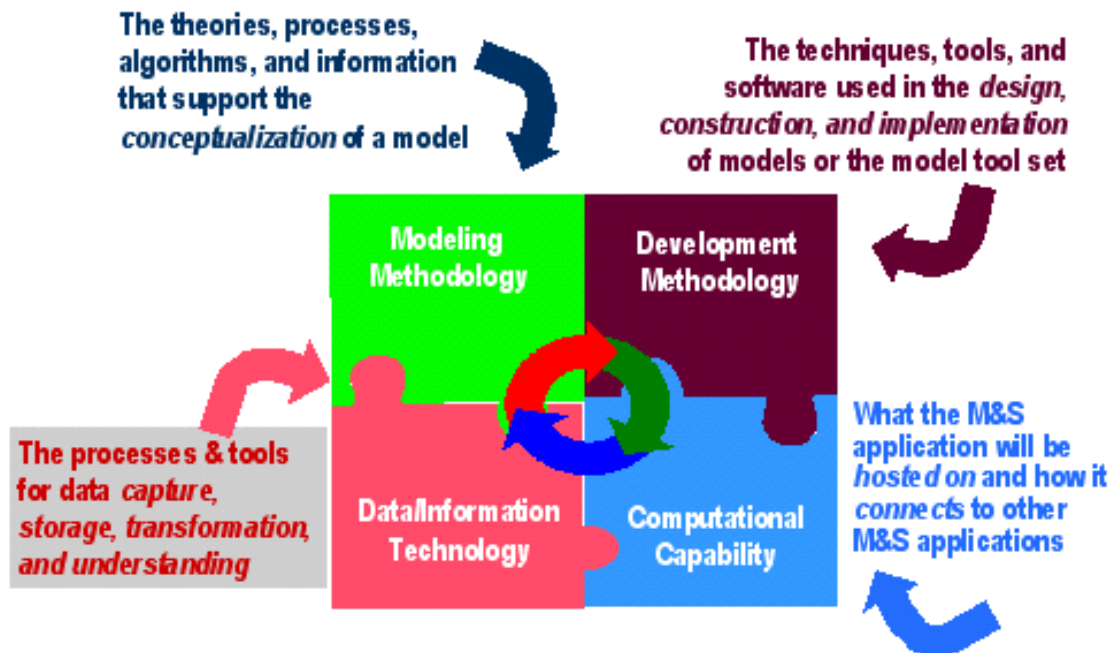 The theories, processes,
algorithms, and information
that support the
conceptualization of a model
The techniques, tools, and
software used in the design,
construction, and implementation
of models or the model tool set
Modeling
Methodology
Development
Methodology
The processes & tools
for data capture,
storage, transformation,
and understanding
Data/Information
Technology
Computational
Capability
What the M&S
application will be
hosted on and how it
connects to other
M&S applications